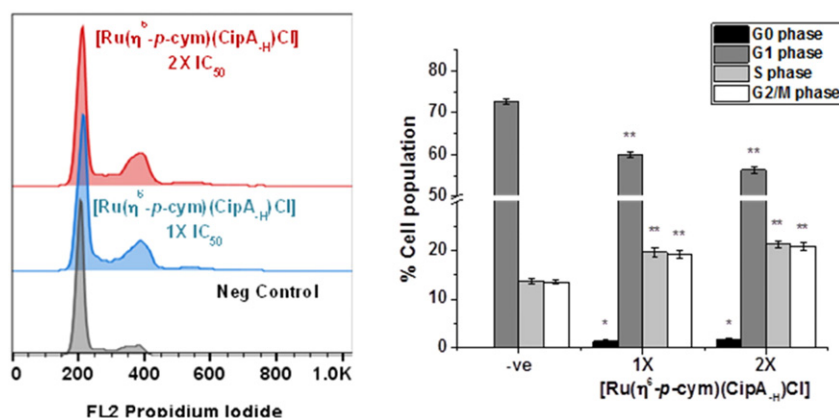 [Ru(η⁶-p-cym)(CipA₋H)Cl]
2X IC₅₀
[Ru(η⁶-p-cym)(CipA₋H)Cl]
1X IC₅₀
Neg Control
0 200 400 600 800 1.0K
FL2 Propidium Iodide
G0 phase
G1 phase
S phase
G2/M phase
% Cell population
80
70
60
50
20
10
0
**
**
** **
** **
*
*
-ve 1X 2X
[Ru(η⁶-p-cym)(CipA₋H)Cl]